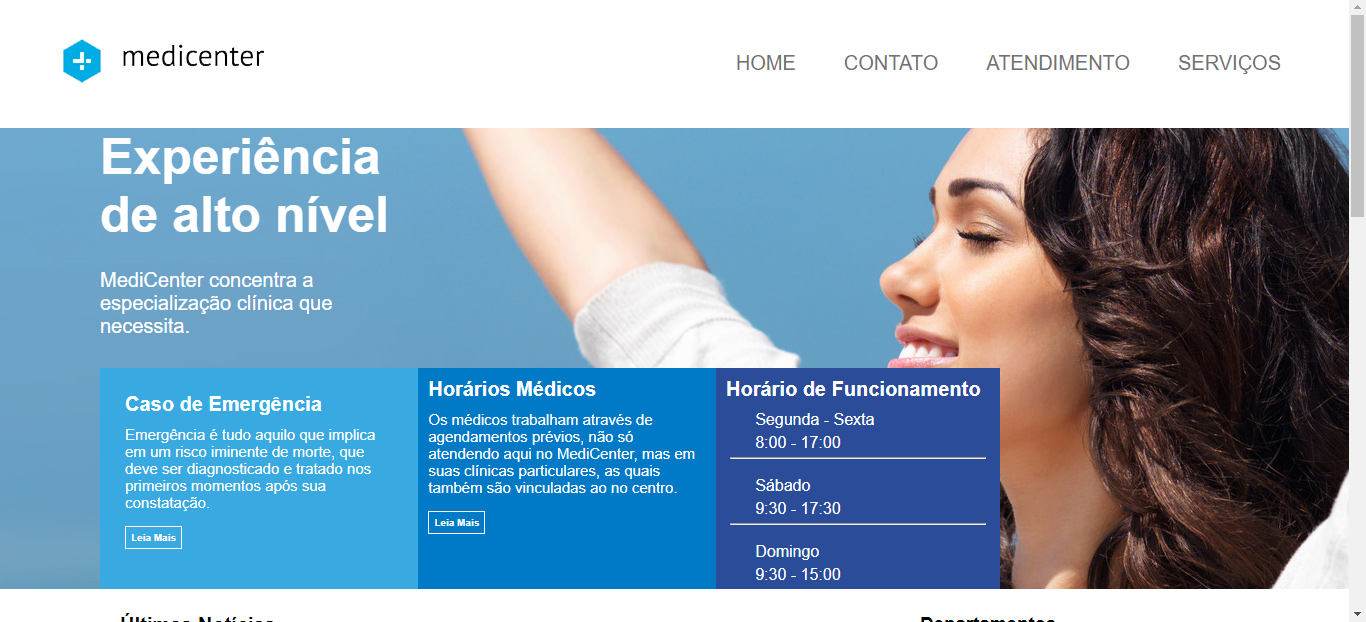 medicenter
HOME
CONTATO
ATENDIMENTO
SERVIÇOS
Experiência
de alto nível
MediCenter concentra a
especialização clínica que
necessita.
Caso de Emergência
Emergência é tudo aquilo que implica
em um risco iminente de morte, que
deve ser diagnosticado e tratado nos
primeiros momentos após sua
constatação.
Leia Mais
Horários Médicos
Os médicos trabalham através de
agendamentos prévios, não só
atendendo aqui no MediCenter, mas em
suas clínicas particulares, as quais
também são vinculadas ao no centro.
Leia Mais
Horário de Funcionamento
Segunda - Sexta
8:00 - 17:00
Sábado
9:30 - 17:30
Domingo
9:30 - 15:00
Últimas Notícias
Departamentos